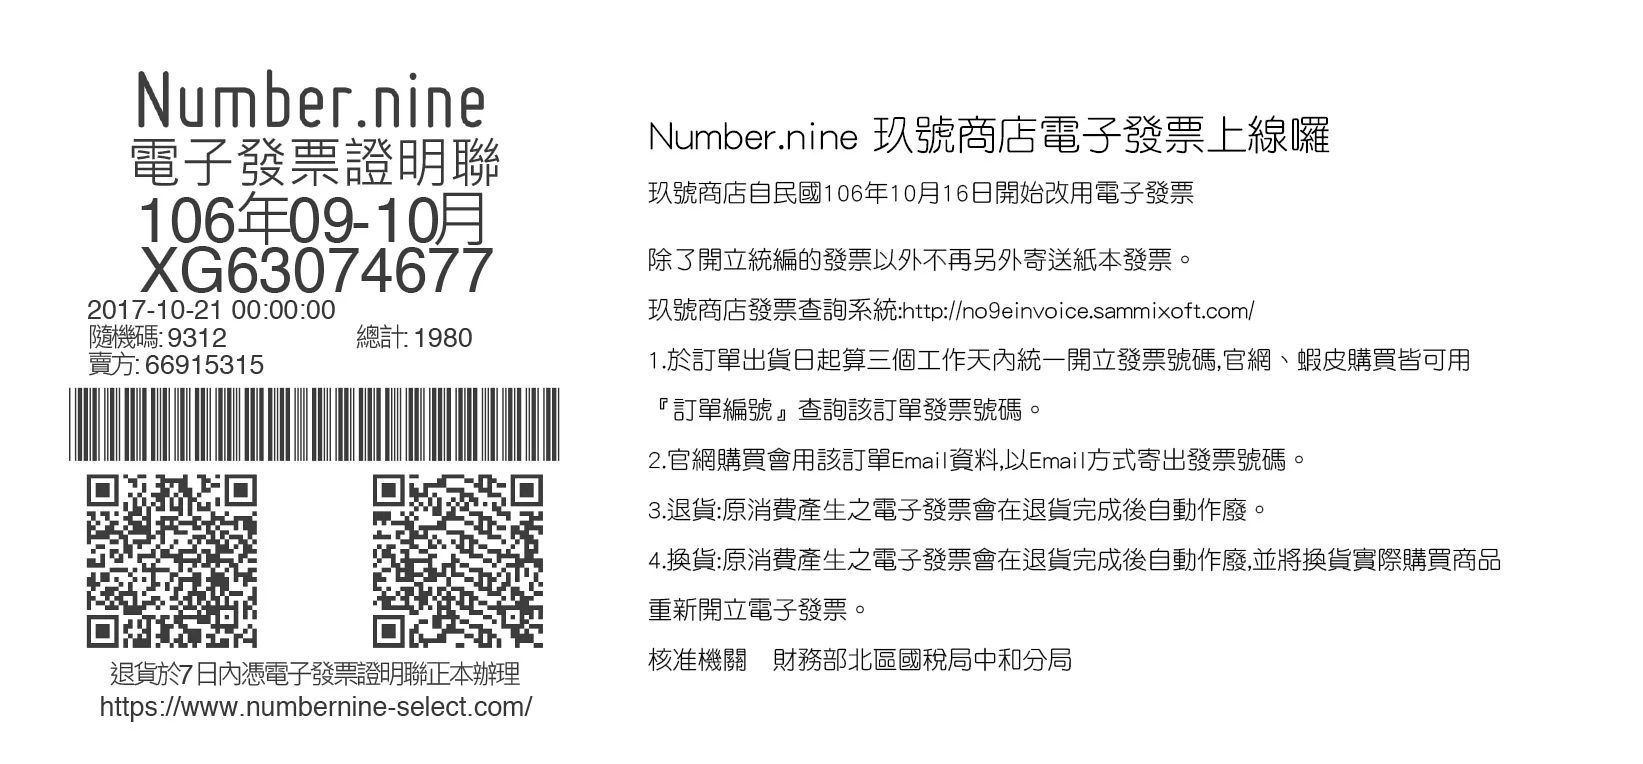 Number.nine
電子發票證明聯
106年09-10月
XG63074677
2017-10-21 00:00:00
隨機碼: 9312 總計: 1980
賣方: 66915315
退貨於7日內憑電子發票證明聯正本辦理
https://www.numbernine-select.com/
Number.nine 玖號商店電子發票上線囉
玖號商店自民國106年10月16日開始改用電子發票
除了開立統編的發票以外不再另外寄送紙本發票。
玖號商店發票查詢系統:http://no9einvoice.sammixoft.com/
1.於訂單出貨日起算三個工作天內統一開立發票號碼,官網、蝦皮購買皆可用
『訂單編號』查詢該訂單發票號碼。
2.官網購買會用該訂單Email資料,以Email方式寄出發票號碼。
3.退貨:原消費產生之電子發票會在退貨完成後自動作廢。
4.換貨:原消費產生之電子發票會在退貨完成後自動作廢,並將換貨實際購買商品
重新開立電子發票。
核准機關　財務部北區國稅局中和分局